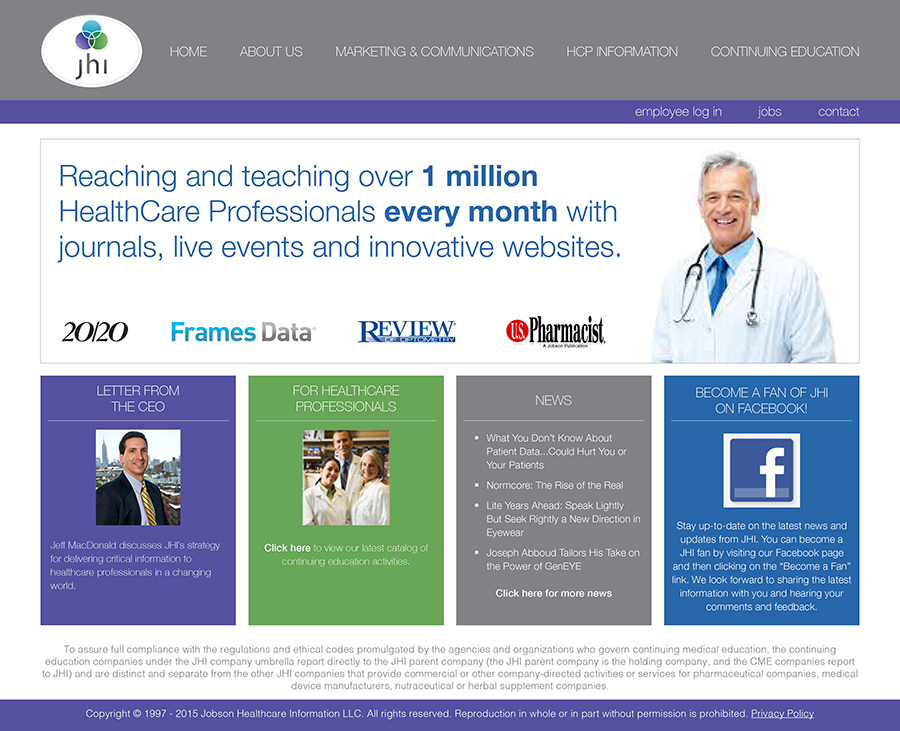 jhi
HOME
ABOUT US
MARKETING & COMMUNICATIONS
HCP INFORMATION
CONTINUING EDUCATION
employee log in
jobs
contact
Reaching and teaching over 1 million
HealthCare Professionals every month with
journals, live events and innovative websites.
20/20
Frames Data®
REVIEW®
OF OPTOMETRY
U.S. Pharmacist.
A Jobson Publication
LETTER FROM
THE CEO
Jeff MacDonald discusses JHI's strategy
for delivering critical information to
healthcare professionals in a changing
world.
FOR HEALTHCARE
PROFESSIONALS
Click here to view our latest catalog of
continuing education activities.
NEWS
• What You Don't Know About
Patient Data...Could Hurt You or
Your Patients
• Normcore: The Rise of the Real
• Lite Years Ahead: Speak Lightly
But Seek Rightly a New Direction in
Eyewear
• Joseph Abboud Tailors His Take on
the Power of GenEYE
Click here for more news
BECOME A FAN OF JHI
ON FACEBOOK!
f
Stay up-to-date on the latest news and
updates from JHI. You can become a
JHI fan by visiting our Facebook page
and then clicking on the “Become a Fan”
link. We look forward to sharing the latest
information with you and hearing your
comments and feedback.
To assure full compliance with the regulations and ethical codes promulgated by the agencies and organizations who govern continuing medical education, the continuing
education companies under the JHI company umbrella report directly to the JHI parent company (the JHI parent company is the holding company, and the CME companies report
to JHI) and are distinct and separate from the other JHI companies that provide commercial or other company-directed activities or services for pharmaceutical companies, medical
device manufacturers, nutraceutical or herbal supplement companies.
Copyright © 1997 - 2015 Jobson Healthcare Information LLC. All rights reserved. Reproduction in whole or in part without permission is prohibited. Privacy Policy